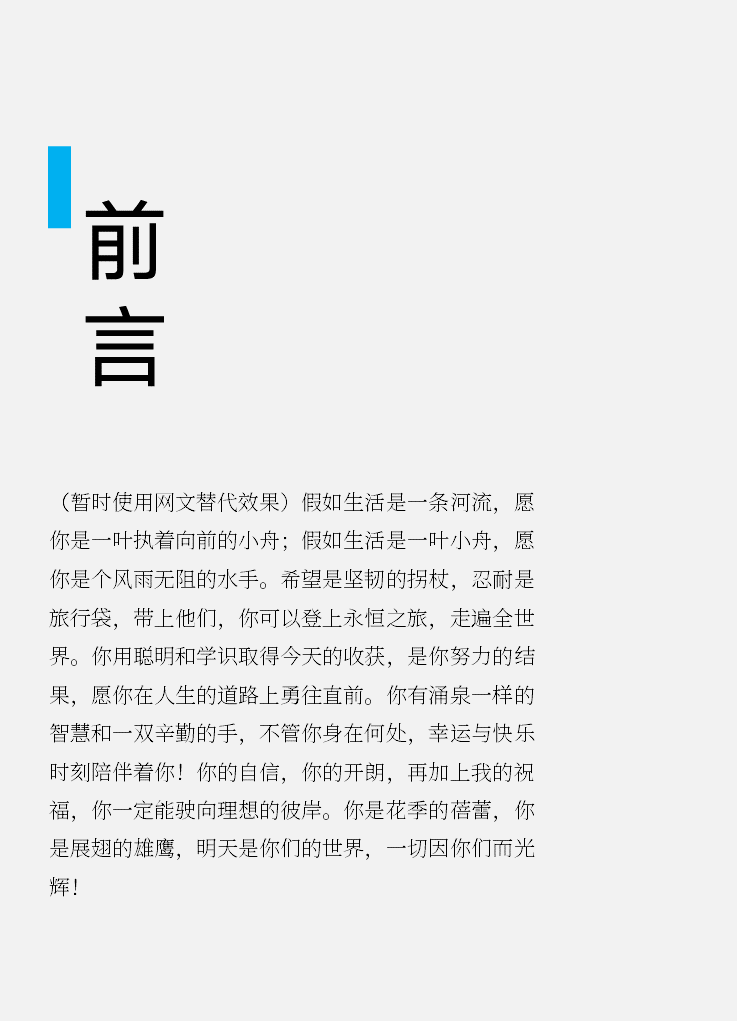 前
言
（暂时使用网文替代效果）假如生活是一条河流，愿
你是一叶执着向前的小舟；假如生活是一叶小舟，愿
你是个风雨无阻的水手。希望是坚韧的拐杖，忍耐是
旅行袋，带上他们，你可以登上永恒之旅，走遍全世
界。你用聪明和学识取得今天的收获，是你努力的结
果，愿你在人生的道路上勇往直前。你有涌泉一样的
智慧和一双辛勤的手，不管你身在何处，幸运与快乐
时刻陪伴着你！你的自信，你的开朗，再加上我的祝
福，你一定能驶向理想的彼岸。你是花季的蓓蕾，你
是展翅的雄鹰，明天是你们的世界，一切因你们而光
辉！